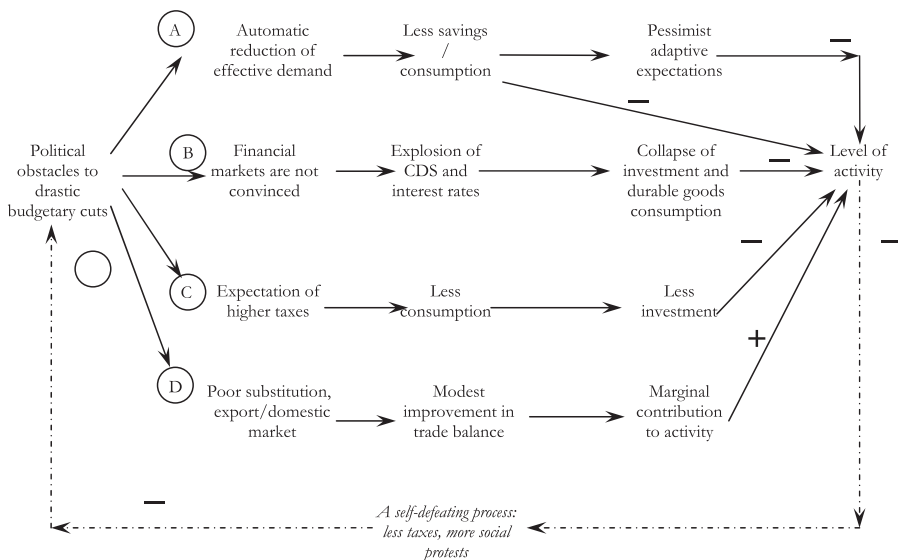 A
Automatic
reduction of
effective demand
Less savings
/
consumption
Pessimist
adaptive
expectations
–
–
Political
obstacles to
drastic
budgetary cuts
B
Financial
markets are not
convinced
Explosion of
CDS and
interest rates
Collapse of
investment and
durable goods
consumption
–
Level of
activity
–
–
C
Expectation of
higher taxes
Less
consumption
Less
investment
+
D
Poor substitution,
export/domestic
market
Modest
improvement in
trade balance
Marginal
contribution
to activity
–
A self-defeating process:
less taxes, more social
protests